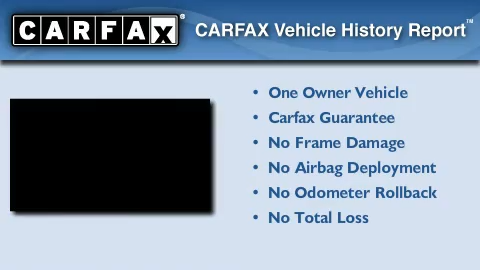 CARFAX® CARFAX Vehicle History Report™
• One Owner Vehicle
• Carfax Guarantee
• No Frame Damage
• No Airbag Deployment
• No Odometer Rollback
• No Total Loss